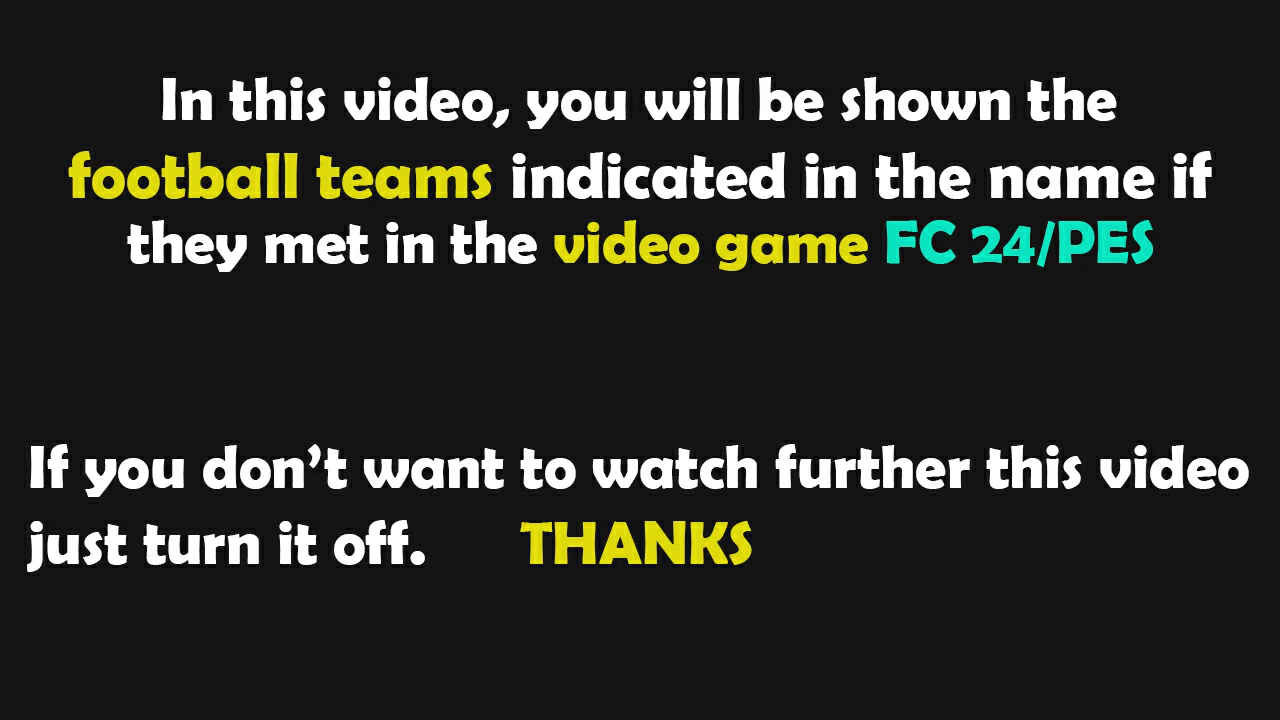 In this video, you will be shown the
football teams indicated in the name if
they met in the video game FC 24/PES
If you don't want to watch further this video
just turn it off. THANKS